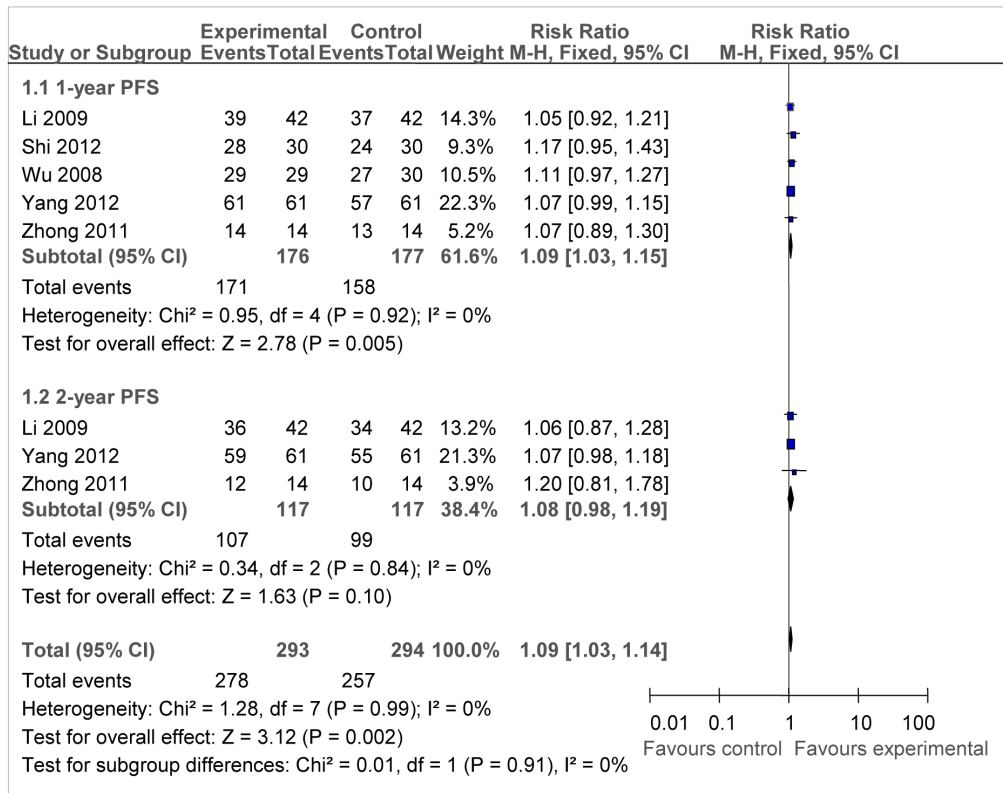 Experimental Control Risk Ratio Risk Ratio
Study or Subgroup Events Total Events Total Weight M-H, Fixed, 95% CI M-H, Fixed, 95% CI
1.1 1-year PFS
Li 2009 39 42 37 42 14.3% 1.05 [0.92, 1.21]
Shi 2012 28 30 24 30 9.3% 1.17 [0.95, 1.43]
Wu 2008 29 29 27 30 10.5% 1.11 [0.97, 1.27]
Yang 2012 61 61 57 61 22.3% 1.07 [0.99, 1.15]
Zhong 2011 14 14 13 14 5.2% 1.07 [0.89, 1.30]
Subtotal (95% CI) 176 177 61.6% 1.09 [1.03, 1.15]
Total events 171 158
Heterogeneity: Chi² = 0.95, df = 4 (P = 0.92); I² = 0%
Test for overall effect: Z = 2.78 (P = 0.005)
1.2 2-year PFS
Li 2009 36 42 34 42 13.2% 1.06 [0.87, 1.28]
Yang 2012 59 61 55 61 21.3% 1.07 [0.98, 1.18]
Zhong 2011 12 14 10 14 3.9% 1.20 [0.81, 1.78]
Subtotal (95% CI) 117 117 38.4% 1.08 [0.98, 1.19]
Total events 107 99
Heterogeneity: Chi² = 0.34, df = 2 (P = 0.84); I² = 0%
Test for overall effect: Z = 1.63 (P = 0.10)
Total (95% CI) 293 294 100.0% 1.09 [1.03, 1.14]
Total events 278 257
Heterogeneity: Chi² = 1.28, df = 7 (P = 0.99); I² = 0%
Test for overall effect: Z = 3.12 (P = 0.002)
Test for subgroup differences: Chi² = 0.01, df = 1 (P = 0.91), I² = 0%
0.01 0.1 1 10 100
Favours control Favours experimental